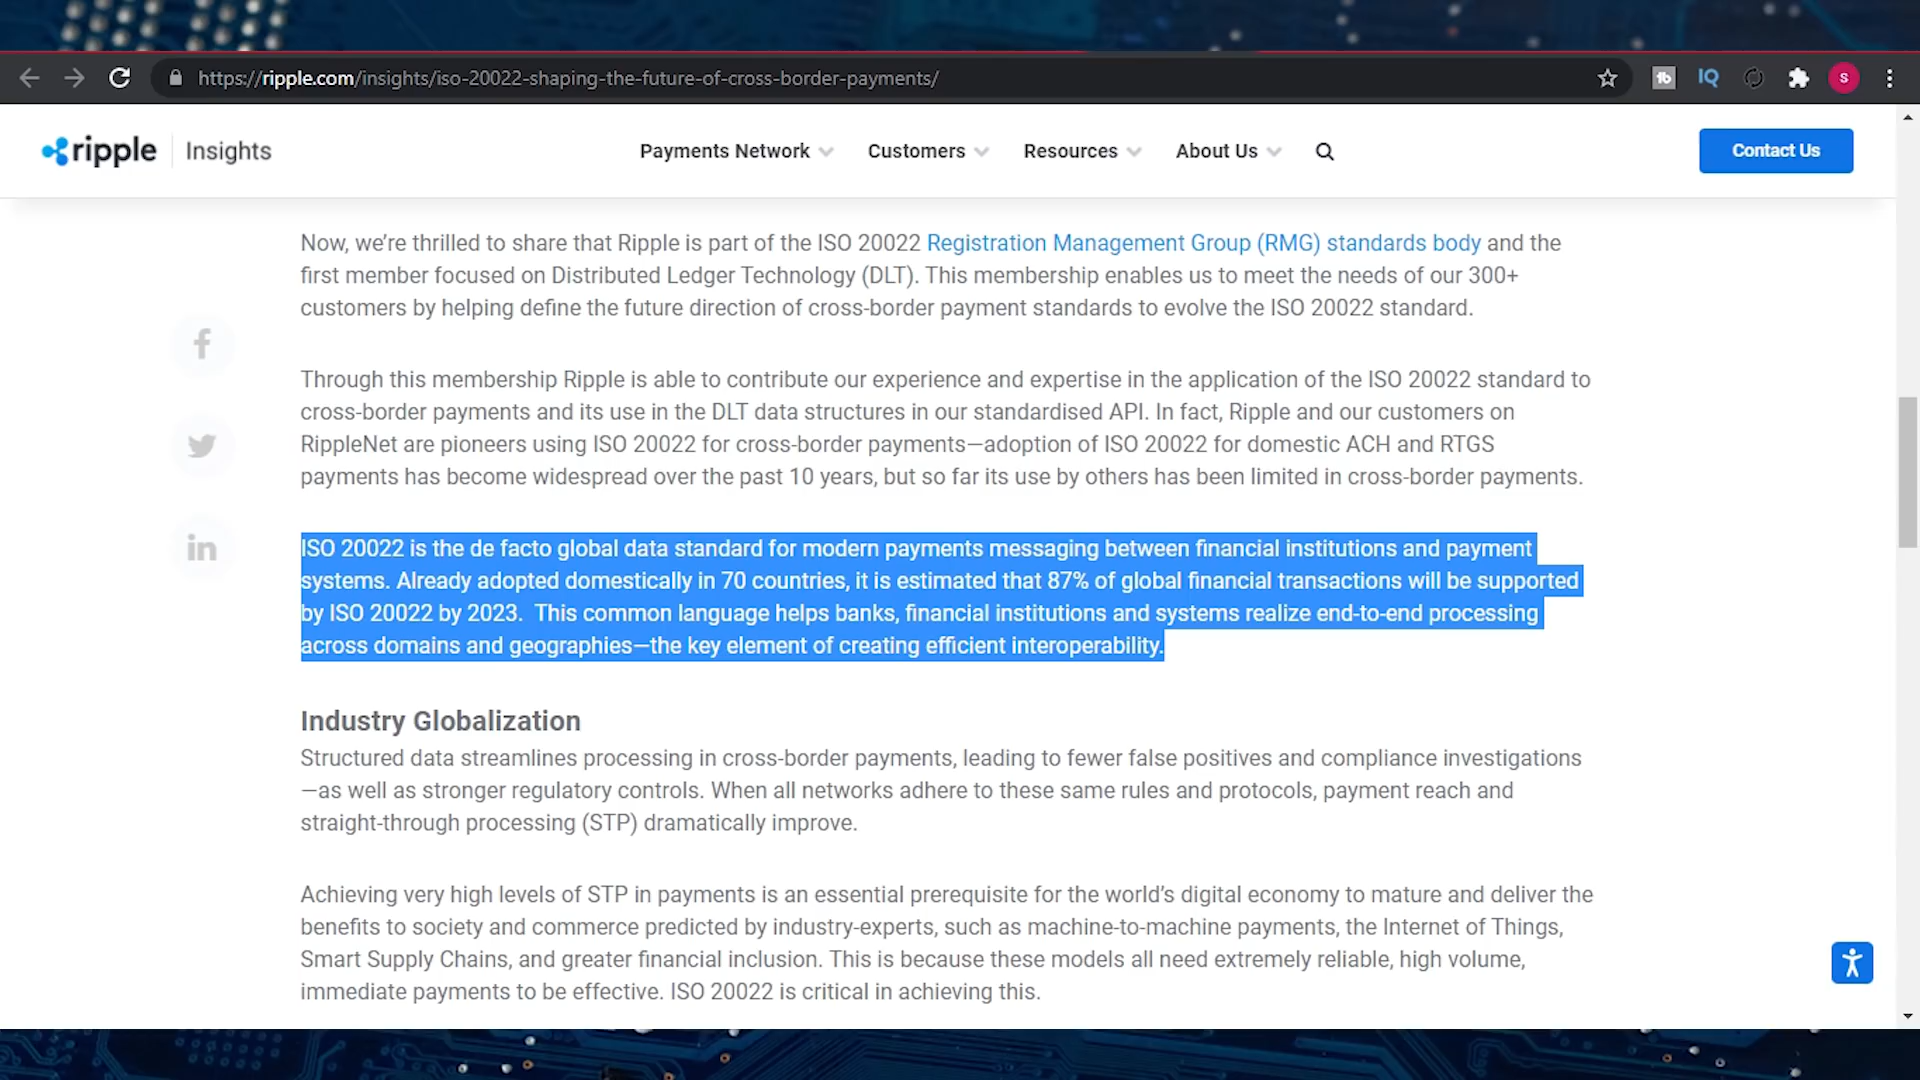 https://ripple.com/insights/iso-20022-shaping-the-future-of-cross-border-payments/
tb
IQ
S
ripple
Insights
Payments Network
Customers
Resources
About Us
Contact Us
Now, we’re thrilled to share that Ripple is part of the ISO 20022 Registration Management Group (RMG) standards body and the
first member focused on Distributed Ledger Technology (DLT). This membership enables us to meet the needs of our 300+
customers by helping define the future direction of cross-border payment standards to evolve the ISO 20022 standard.
Through this membership Ripple is able to contribute our experience and expertise in the application of the ISO 20022 standard to
cross-border payments and its use in the DLT data structures in our standardised API. In fact, Ripple and our customers on
RippleNet are pioneers using ISO 20022 for cross-border payments—adoption of ISO 20022 for domestic ACH and RTGS
payments has become widespread over the past 10 years, but so far its use by others has been limited in cross-border payments.
ISO 20022 is the de facto global data standard for modern payments messaging between financial institutions and payment
systems. Already adopted domestically in 70 countries, it is estimated that 87% of global financial transactions will be supported
by ISO 20022 by 2023. This common language helps banks, financial institutions and systems realize end-to-end processing
across domains and geographies—the key element of creating efficient interoperability.
Industry Globalization
Structured data streamlines processing in cross-border payments, leading to fewer false positives and compliance investigations
—as well as stronger regulatory controls. When all networks adhere to these same rules and protocols, payment reach and
straight-through processing (STP) dramatically improve.
Achieving very high levels of STP in payments is an essential prerequisite for the world’s digital economy to mature and deliver the
benefits to society and commerce predicted by industry-experts, such as machine-to-machine payments, the Internet of Things,
Smart Supply Chains, and greater financial inclusion. This is because these models all need extremely reliable, high volume,
immediate payments to be effective. ISO 20022 is critical in achieving this.